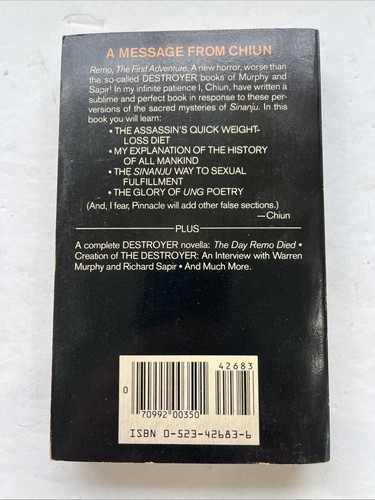 A MESSAGE FROM CHIUN
Remo, The First Adventure. A new horror, worse than
the so-called DESTROYER books of Murphy and
Sapir! In my infinite patience I, Chiun, have written a
sublime and perfect book in response to these per-
versions of the sacred mysteries of Sinanju. In this
book you will learn:
• THE ASSASSIN'S QUICK WEIGHT-
LOSS DIET
• MY EXPLANATION OF THE HISTORY
OF ALL MANKIND
• THE SINANJU WAY TO SEXUAL
FULFILLMENT
• THE GLORY OF UNG POETRY
(And, I fear, Pinnacle will add other false sections.)
—Chiun
PLUS
A complete DESTROYER novella: The Day Remo Died •
Creation of THE DESTROYER: An Interview with Warren
Murphy and Richard Sapir • And Much More.
42683
0
70992 00350
ISBN 0-523-42683-6